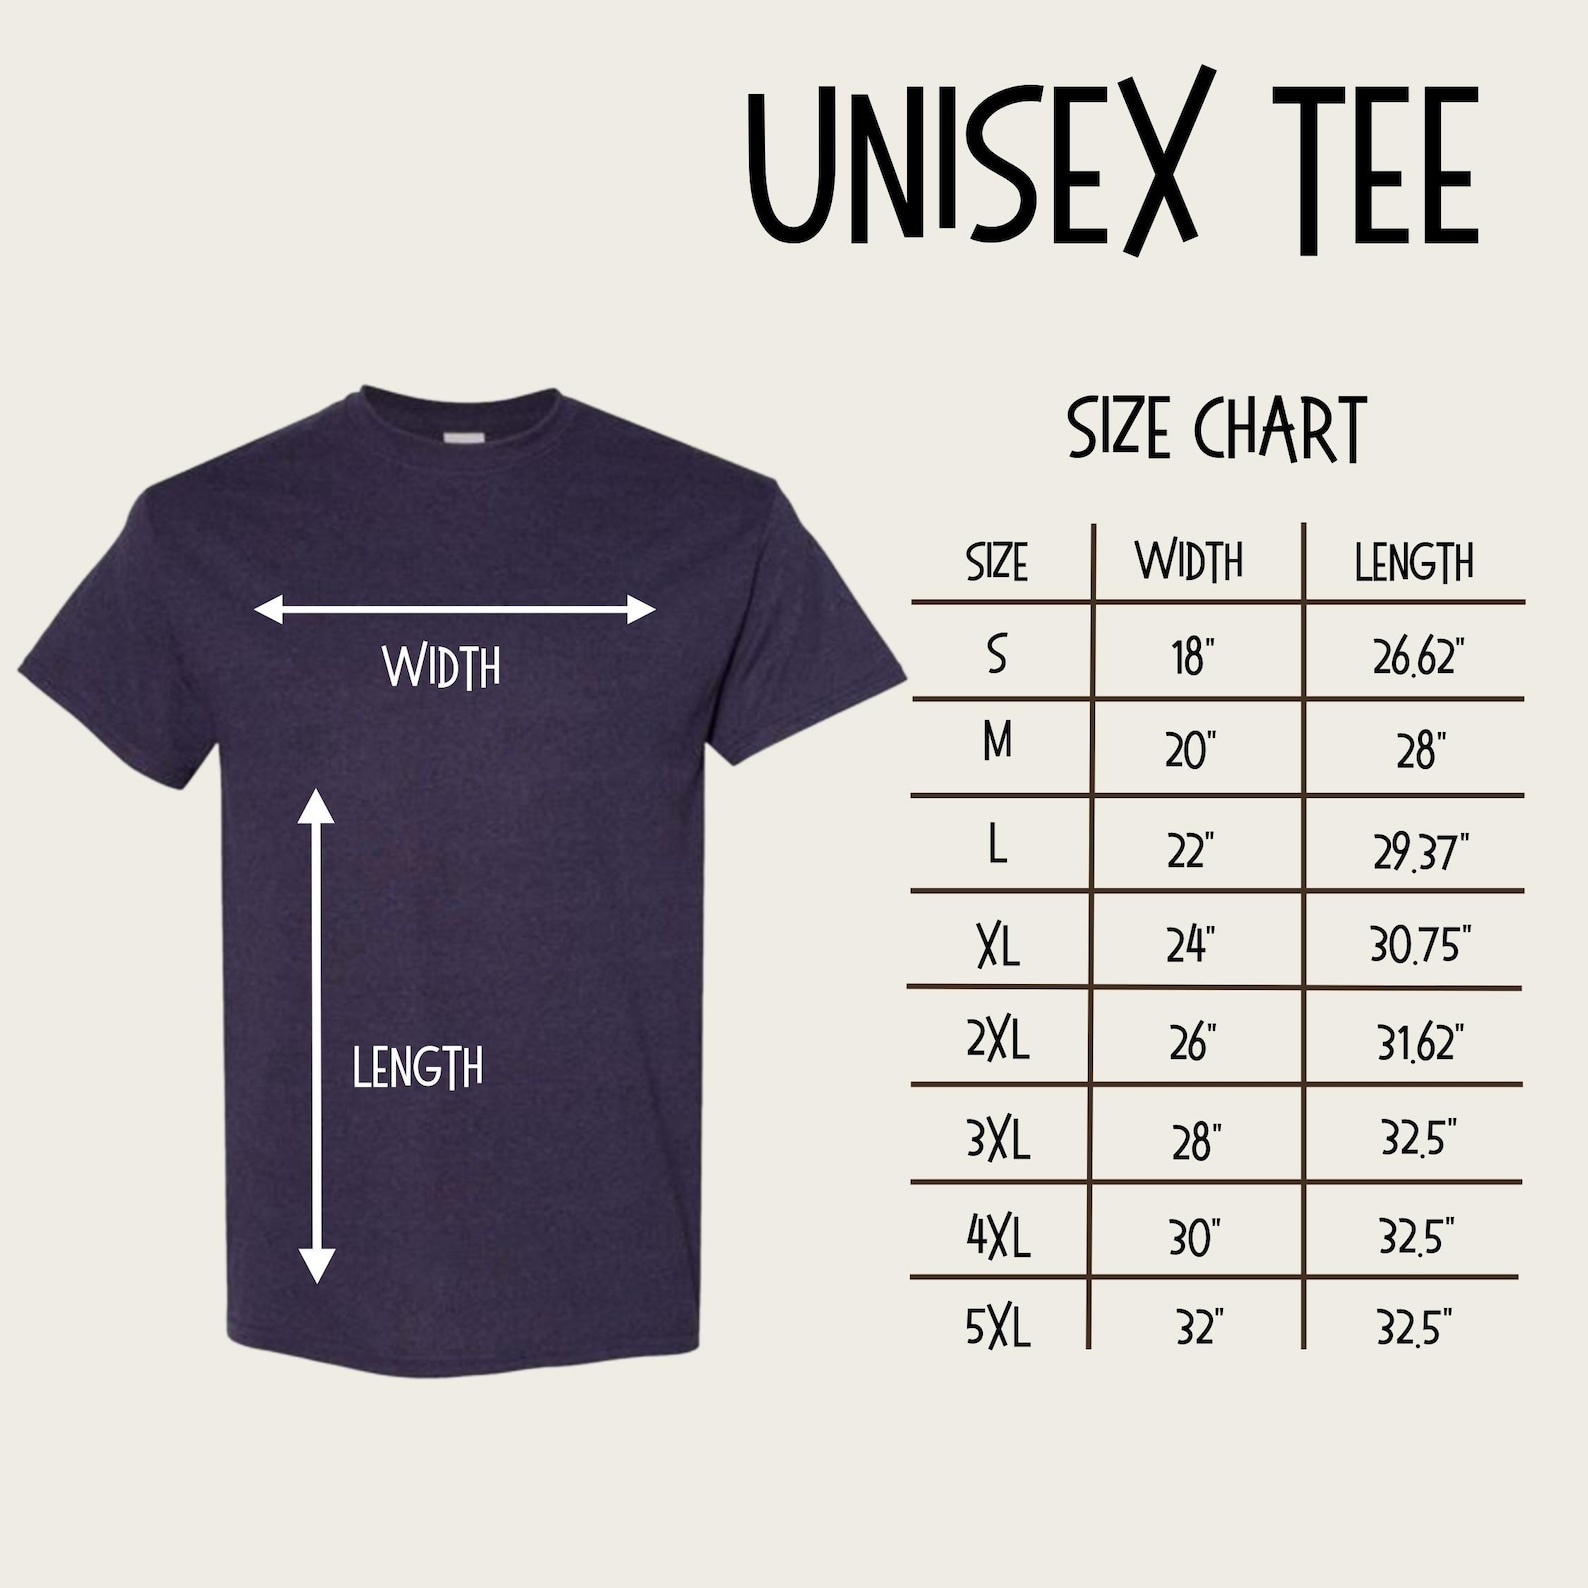 UNISEX TEE
SIZE CHART
SIZE WIDTH LENGTH
S 18" 26.62"
M 20" 28"
L 22" 29.37"
XL 24" 30.75"
2XL 26" 31.62"
3XL 28" 32.5"
4XL 30" 32.5"
5XL 32" 32.5"
WIDTH
LENGTH